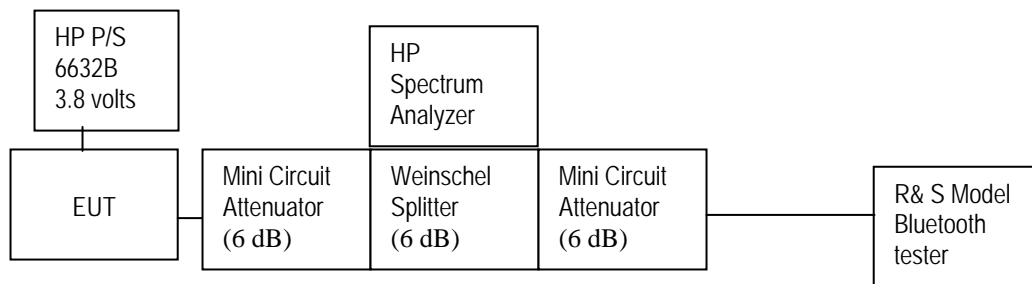 HP P/S
6632B
3.8 volts
HP
Spectrum
Analyzer
EUT
Mini Circuit
Attenuator
(6 dB)
Weinschel
Splitter
(6 dB)
Mini Circuit
Attenuator
(6 dB)
R& S Model
Bluetooth
tester